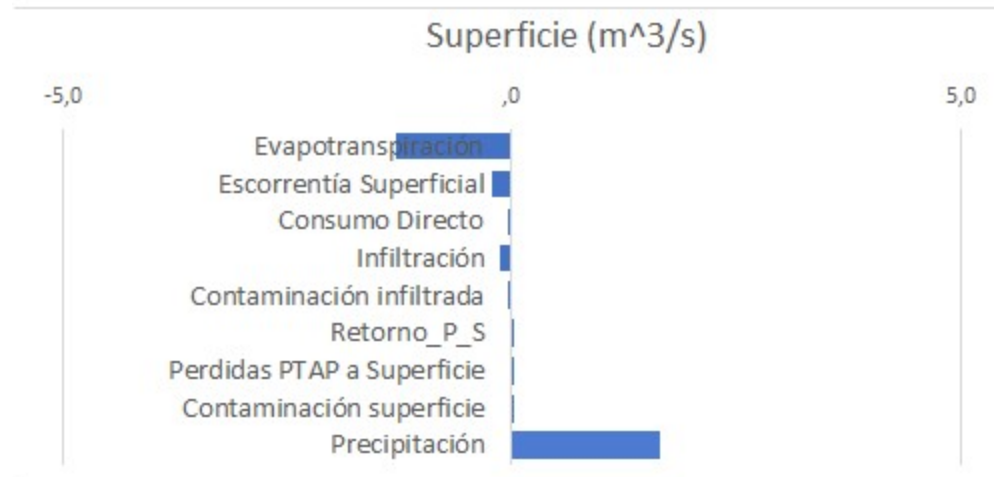 Superficie (m^3/s)
-5,0 ,0 5,0
Evapotranspiración
Escorrentía Superficial
Consumo Directo
Infiltración
Contaminación infiltrada
Retorno_P_S
Perdidas PTAP a Superficie
Contaminación superficie
Precipitación